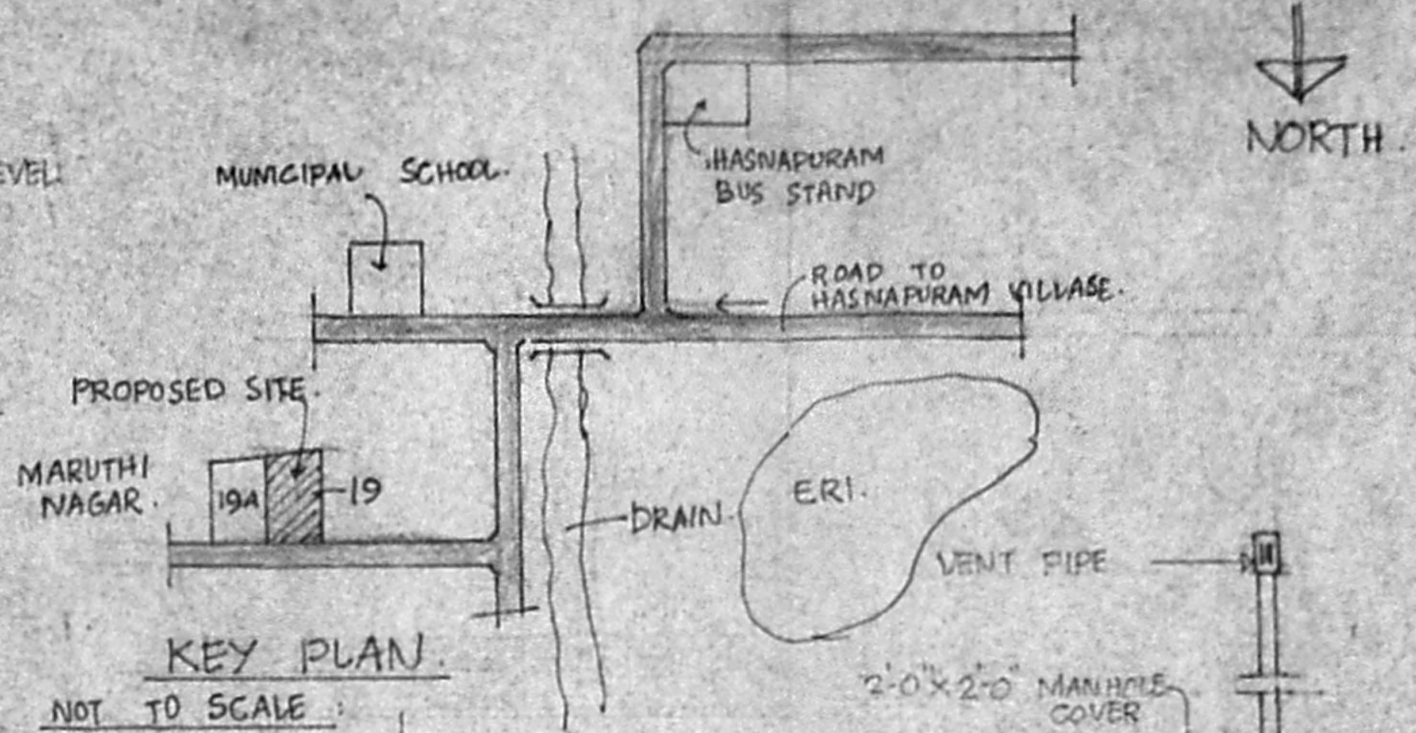 NORTH.
EVEL
MUNICIPAL SCHOOL.
HASNAPURAM
BUS STAND
ROAD TO
HASNAPURAM VILLAGE.
PROPOSED SITE.
MARUTHI
NAGAR.
19A
19
DRAIN.
ERI.
VENT PIPE
KEY PLAN.
NOT TO SCALE :
2'-0"X2'-0" MANHOLE
COVER